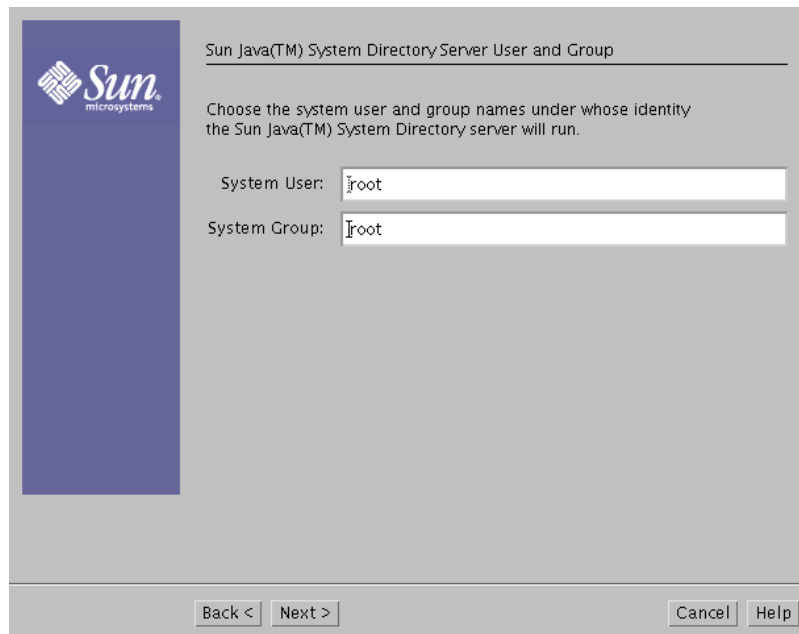 Sun
microsystems
Sun Java(TM) System Directory Server User and Group
Choose the system user and group names under whose identity
the Sun Java(TM) System Directory server will run.
System User: root
System Group: root
Back < Next > Cancel Help